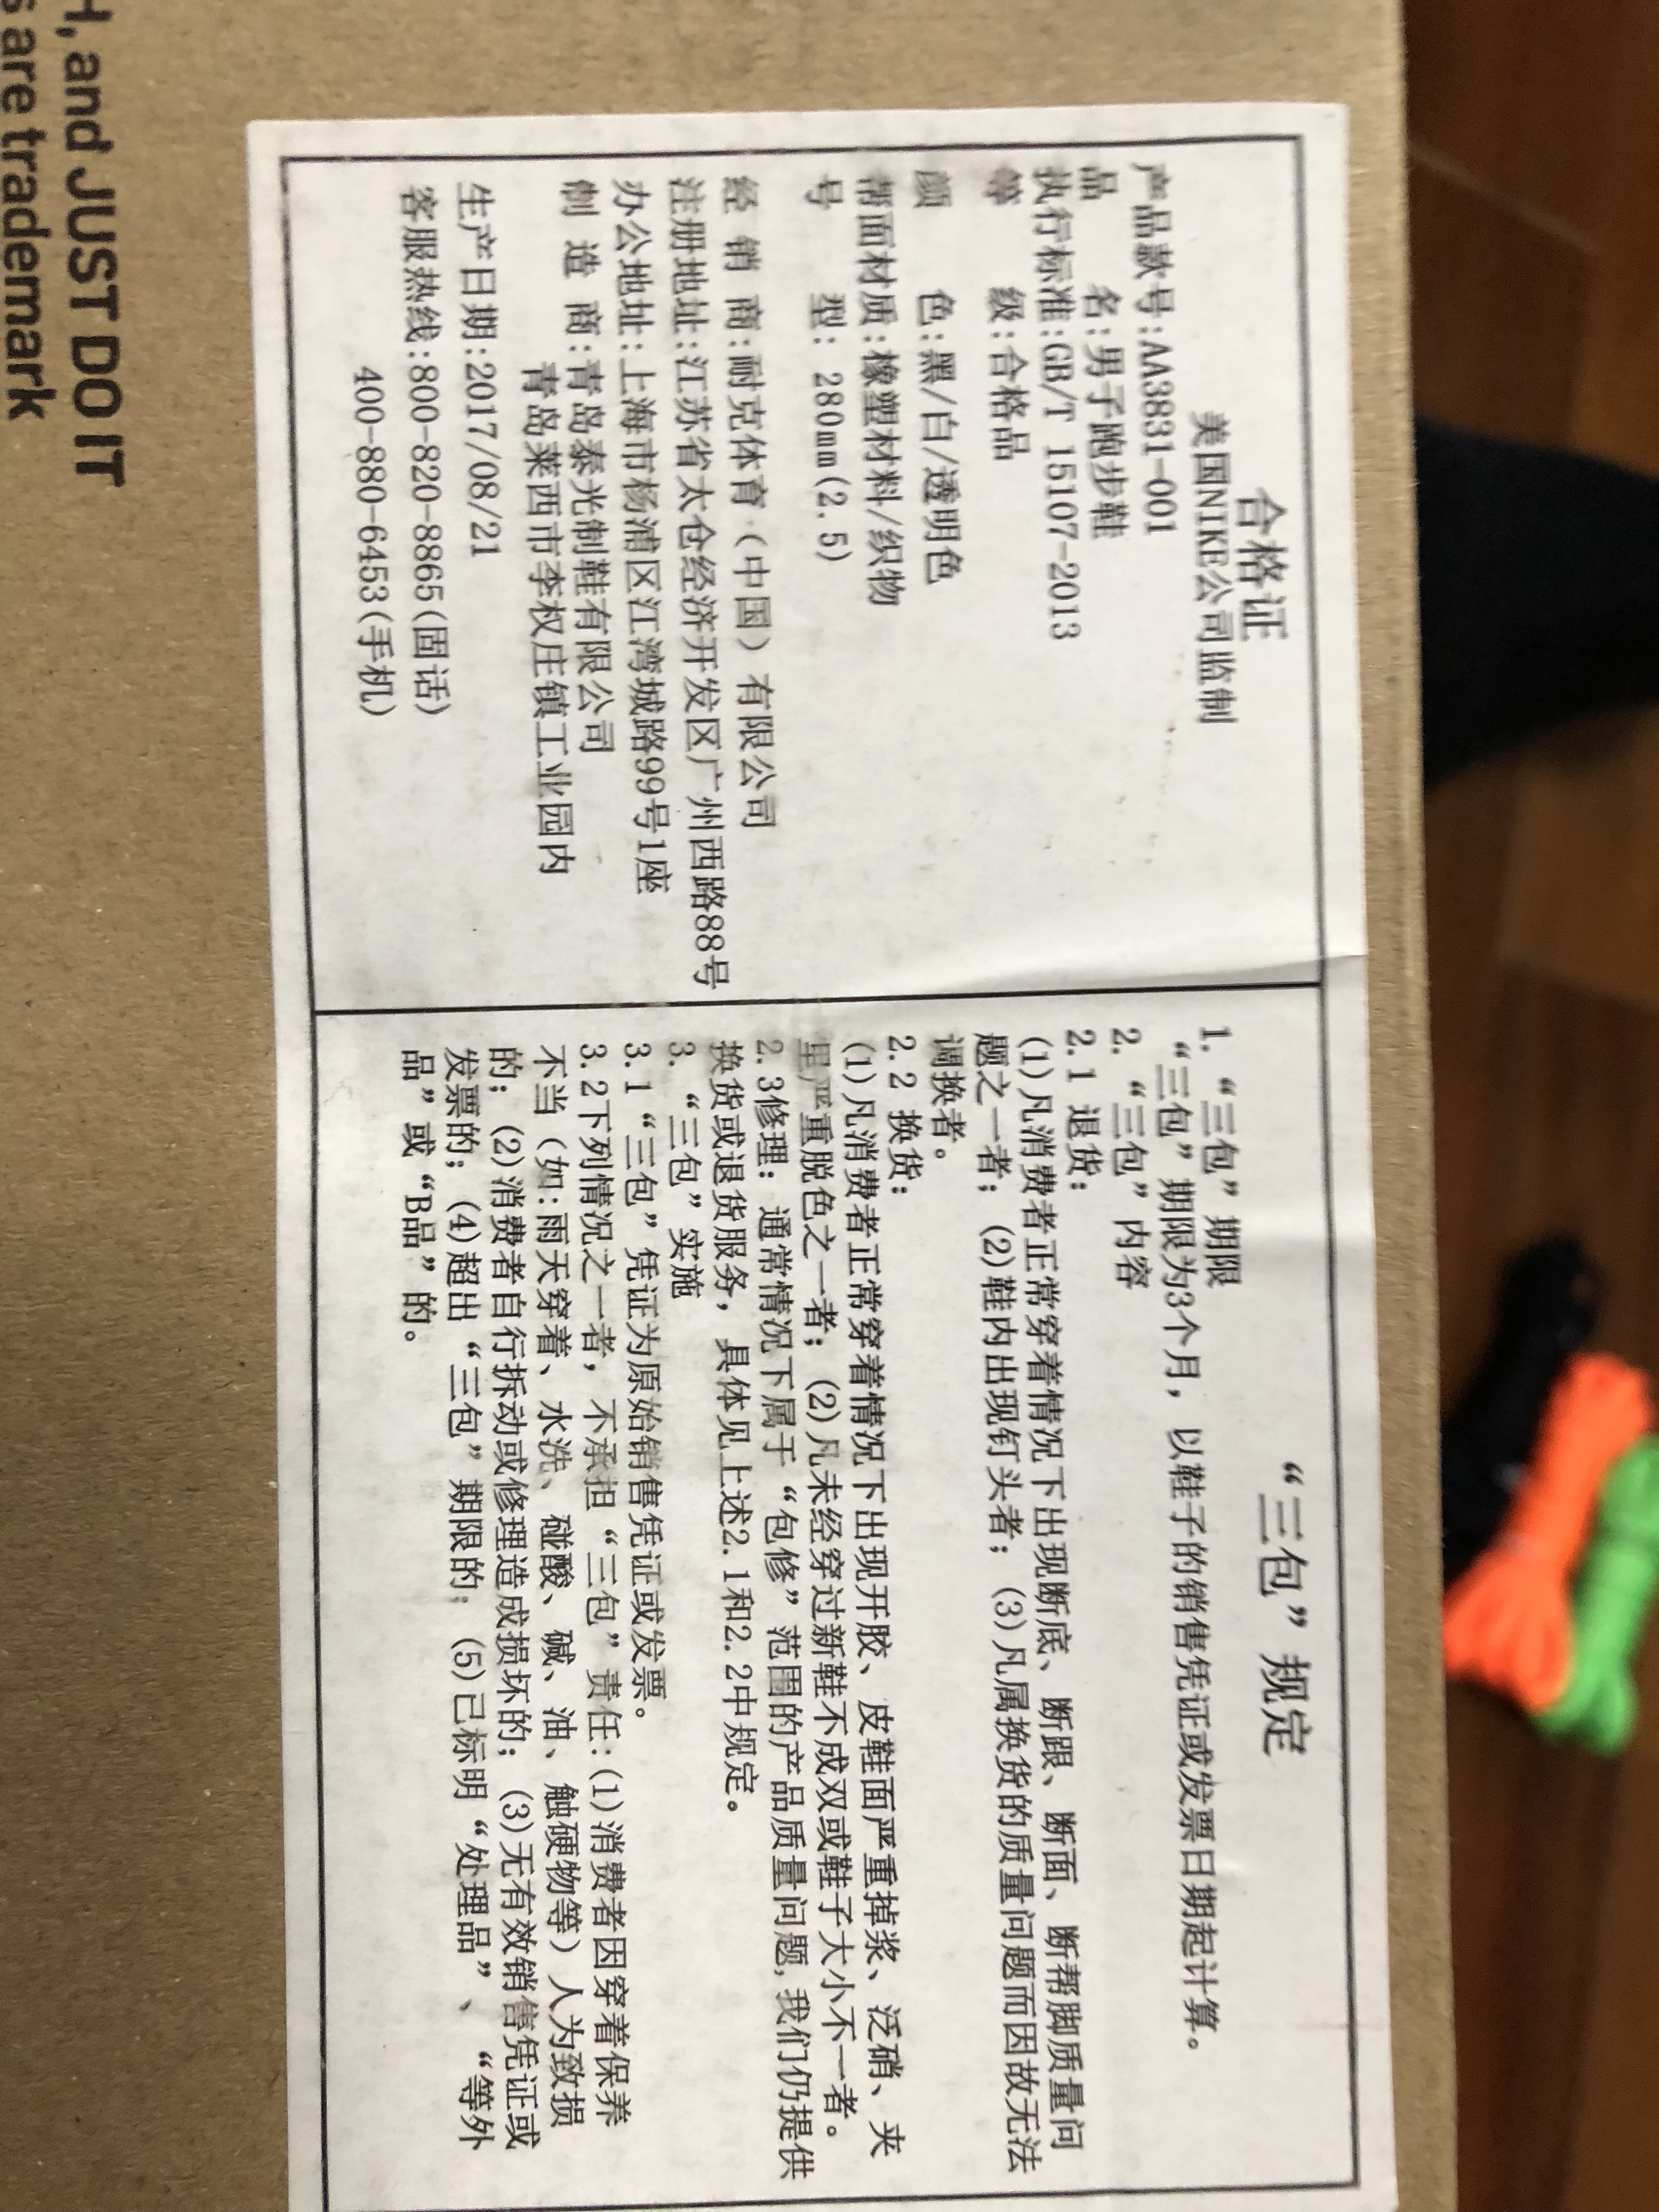 H, and JUST DO IT
s are trademark
合格证
美国NIKE公司监制
产品款号:AA3831-001
品 名:男子跑步鞋
执行标准:GB/T 15107-2013
等 级:合格品
颜 色:黑/白/透明色
帮面材质:橡塑材料/织物
号 型: 280mm(2.5)
经 销 商:耐克体育（中国）有限公司
注册地址:江苏省太仓经济开发区广州西路88号
办公地址:上海市杨浦区江湾城路99号1座
制 造 商:青岛泰光制鞋有限公司
青岛莱西市李权庄镇工业园内
生产日期:2017/08/21
客服热线:800-820-8865(固话)
400-880-6453(手机)
“三包”规定
1. “三包”期限
“三包”期限为3个月，以鞋子的销售凭证或发票日期起计算。
2. “三包”内容
2.1 退货:
(1)凡消费者正常穿着情况下出现断底、断跟、断面、断帮脚质量问
题之一者；(2)鞋内出现钉头者；(3)凡属换货的质量问题而因故无法
调换者。
2.2 换货:
(1)凡消费者正常穿着情况下出现开胶、皮鞋面严重掉浆、泛硝、夹
里严重脱色之一者；(2)凡未经穿过新鞋不成双或鞋子大小不一者。
2.3修理: 通常情况下属于“包修”范围的产品质量问题,我们仍提供
换货或退货服务，具体见上述2.1和2.2中规定。
3. “三包”实施
3.1 “三包”凭证为原始销售凭证或发票。
3.2下列情况之一者，不承担“三包”责任:(1)消费者因穿着保养
不当（如:雨天穿着、水洗、碰酸、碱、油、触硬物等）人为致损
的；(2)消费者自行拆动或修理造成损坏的；(3)无有效销售凭证或
发票的；(4)超出“三包”期限的；(5)已标明“处理品”、“等外
品”或“B品”的。